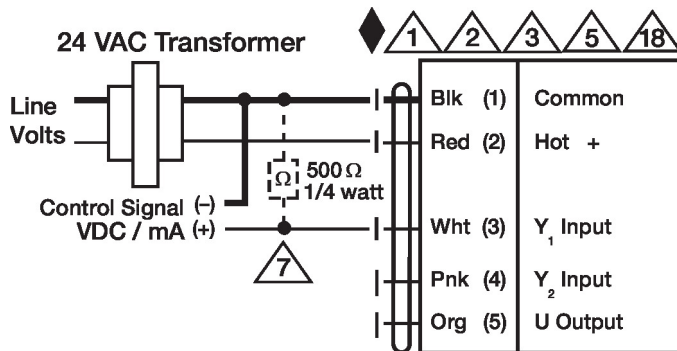 24 VAC Transformer
1 2 3 5 18
Line
Volts
Blk (1) Common
Red (2) Hot +
Ω
500 Ω
1/4 watt
Control Signal (–)
VDC / mA (+)
Wht (3) Y1 Input
7
Pnk (4) Y2 Input
Org (5) U Output